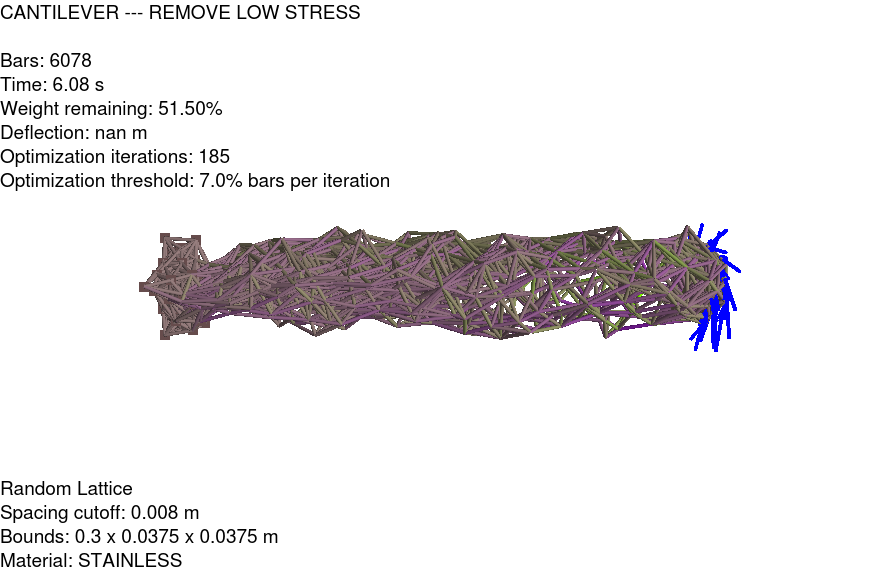 CANTILEVER --- REMOVE LOW STRESS
Bars: 6078
Time: 6.08 s
Weight remaining: 51.50%
Deflection: nan m
Optimization iterations: 185
Optimization threshold: 7.0% bars per iteration
Random Lattice
Spacing cutoff: 0.008 m
Bounds: 0.3 x 0.0375 x 0.0375 m
Material: STAINLESS